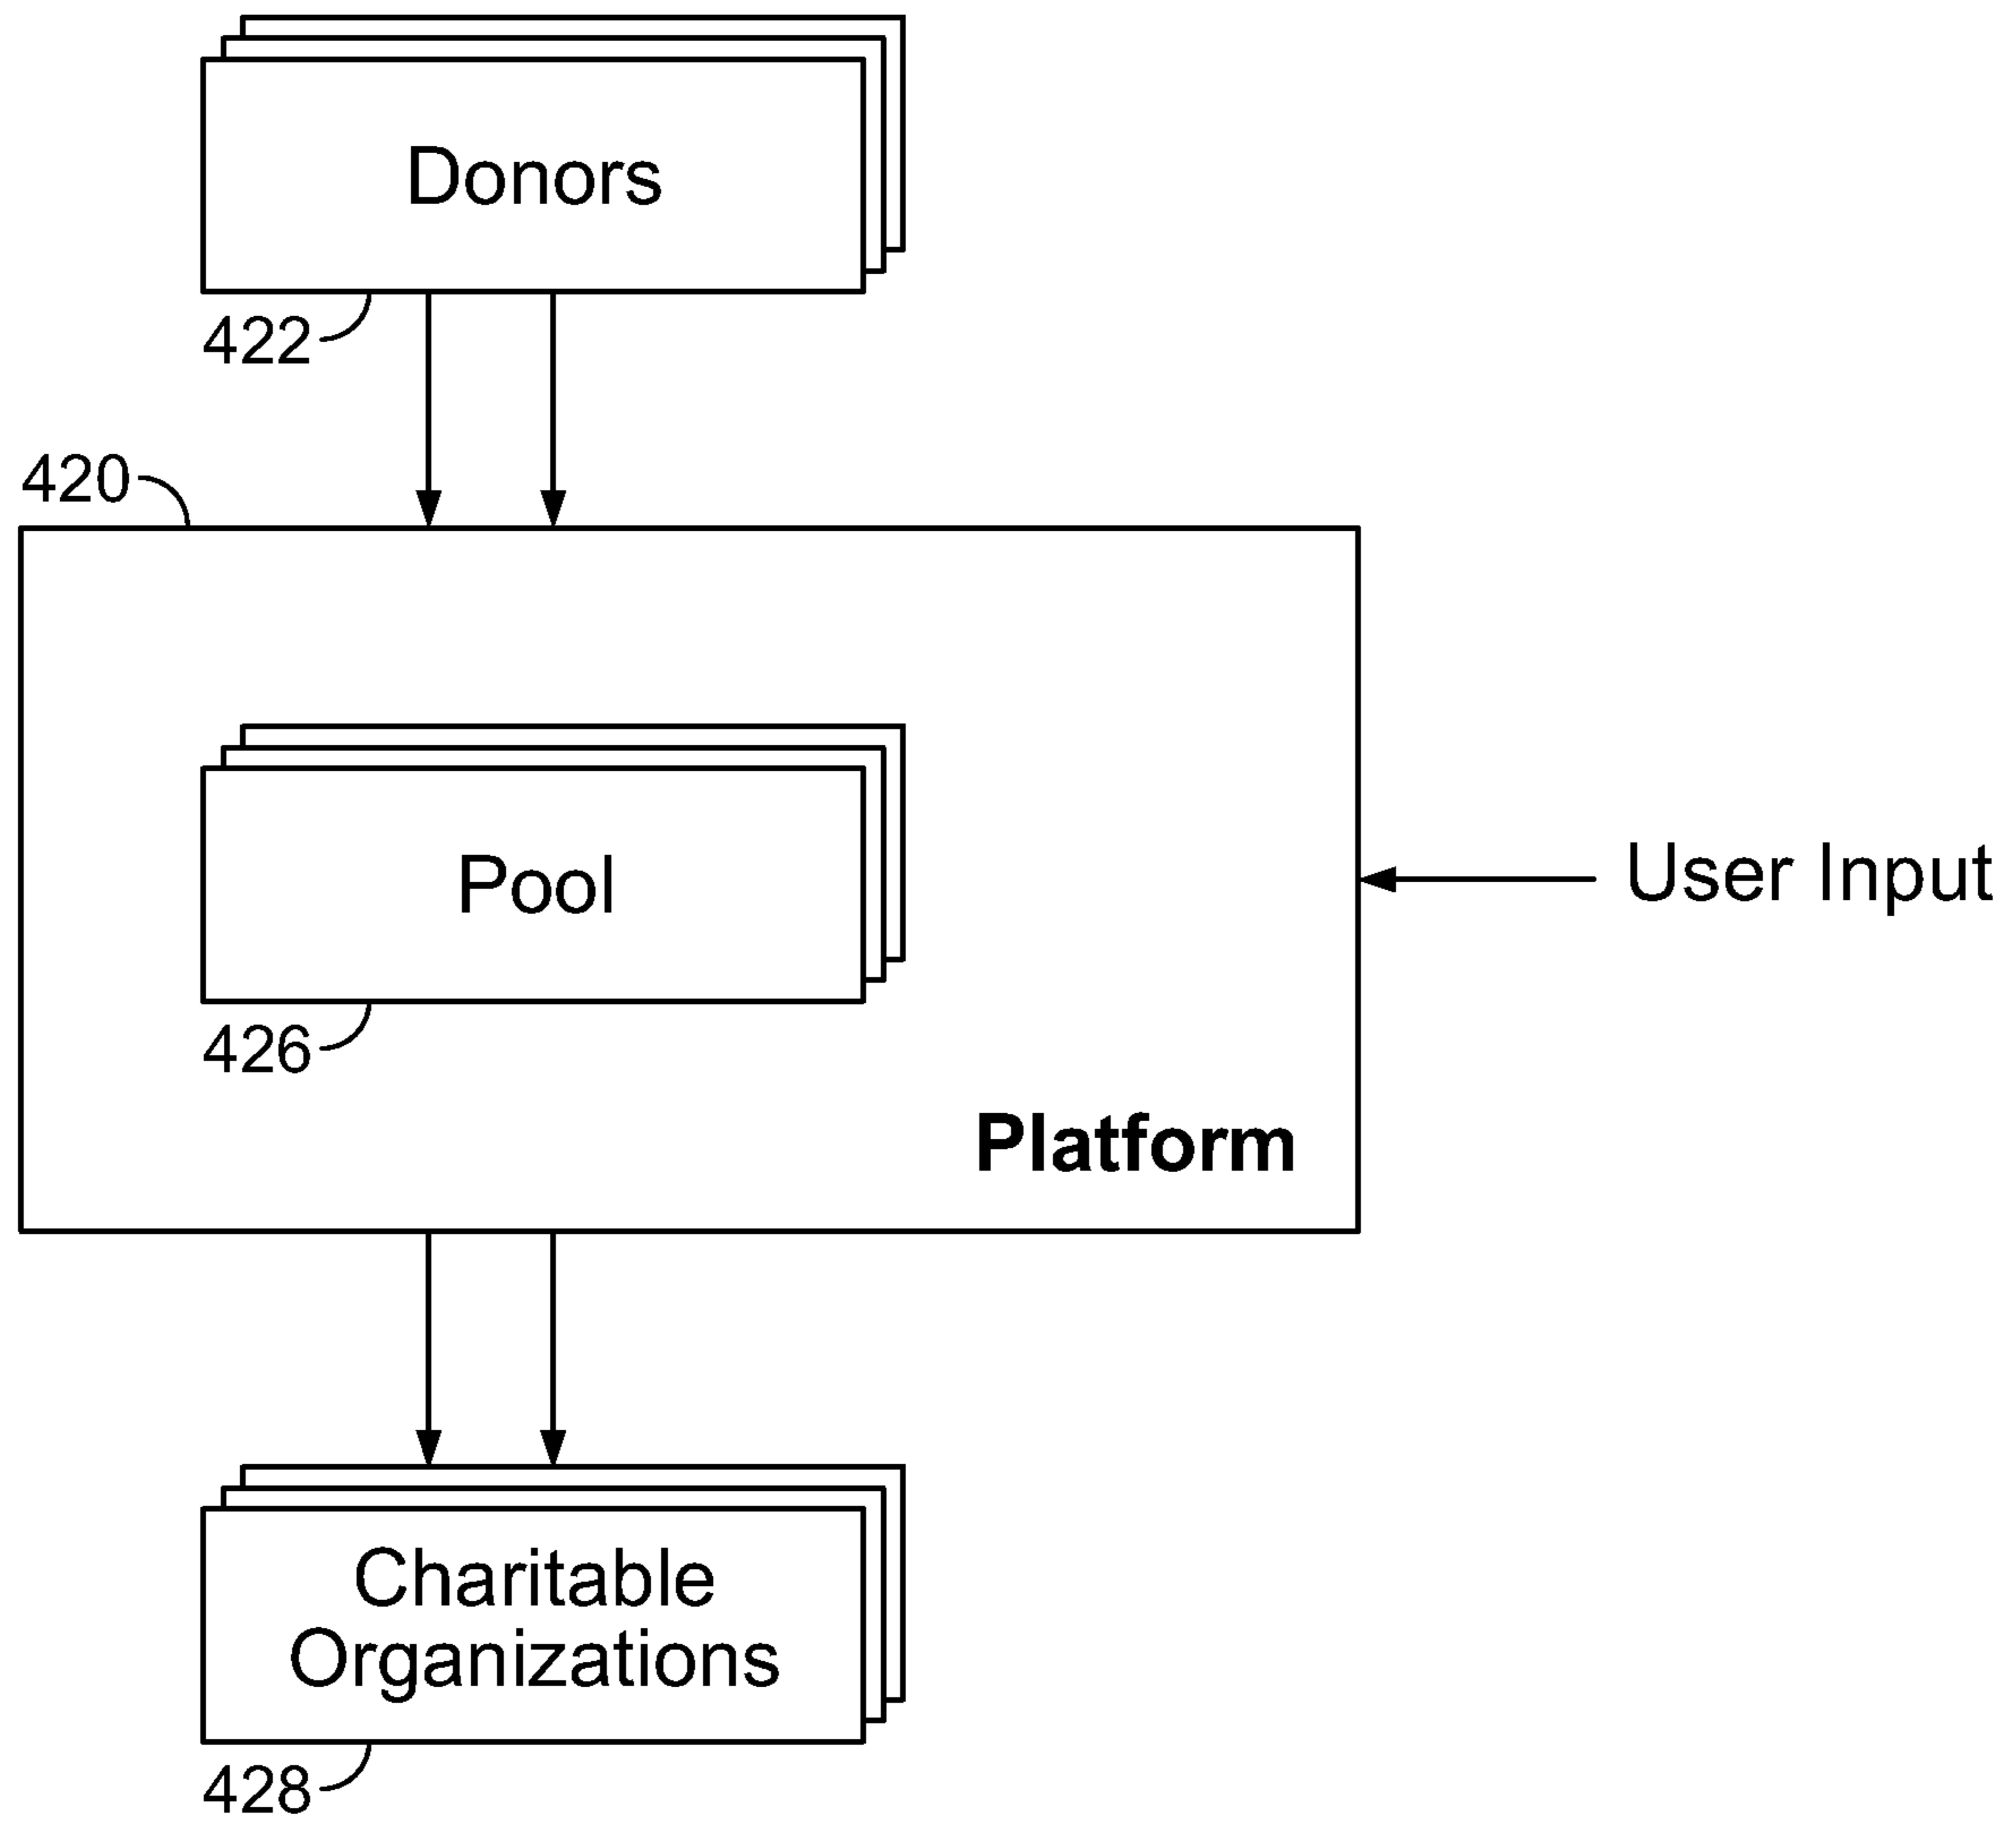 Donors
422
420
Pool
User Input
426
Platform
Charitable
Organizations
428